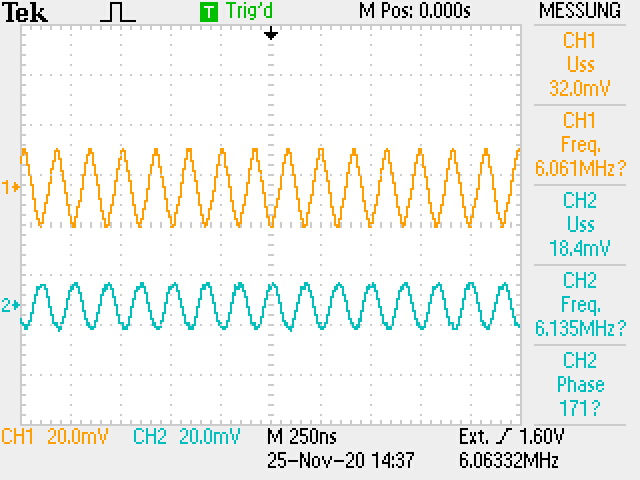 Tek T Trig'd M Pos: 0.000s MESSUNG
CH1
Uss
32.0mV
CH1
Freq.
6.061MHz?
CH2
Uss
18.4mV
CH2
Freq.
6.135MHz?
CH2
Phase
171?
1
2
CH1 20.0mV CH2 20.0mV M 250ns Ext. 1.60V
25-Nov-20 14:37 6.06332MHz